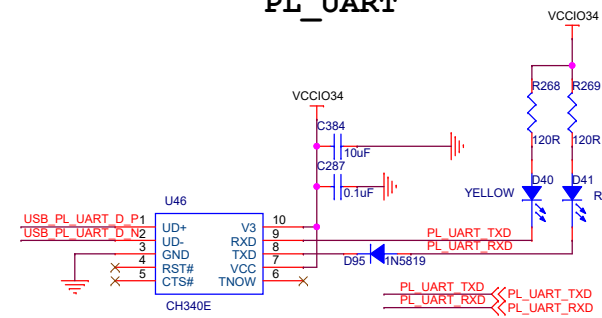 PL_UART
VCCIO34
R268
R269
VCCIO34
C384
10uF
120R
120R
C287
0.1uF
D40
D41
YELLOW
R
U46
USB_PL_UART_D_P
1
UD+
V3
10
USB_PL_UART_D_N
2
UD-
RXD
9
PL_UART_TXD
3
GND
TXD
8
PL_UART_RXD
4
RST#
VCC
7
D95
1N5819
5
CTS#
TNOW
6
CH340E
PL_UART_TXD
PL_UART_TXD
PL_UART_RXD
PL_UART_RXD